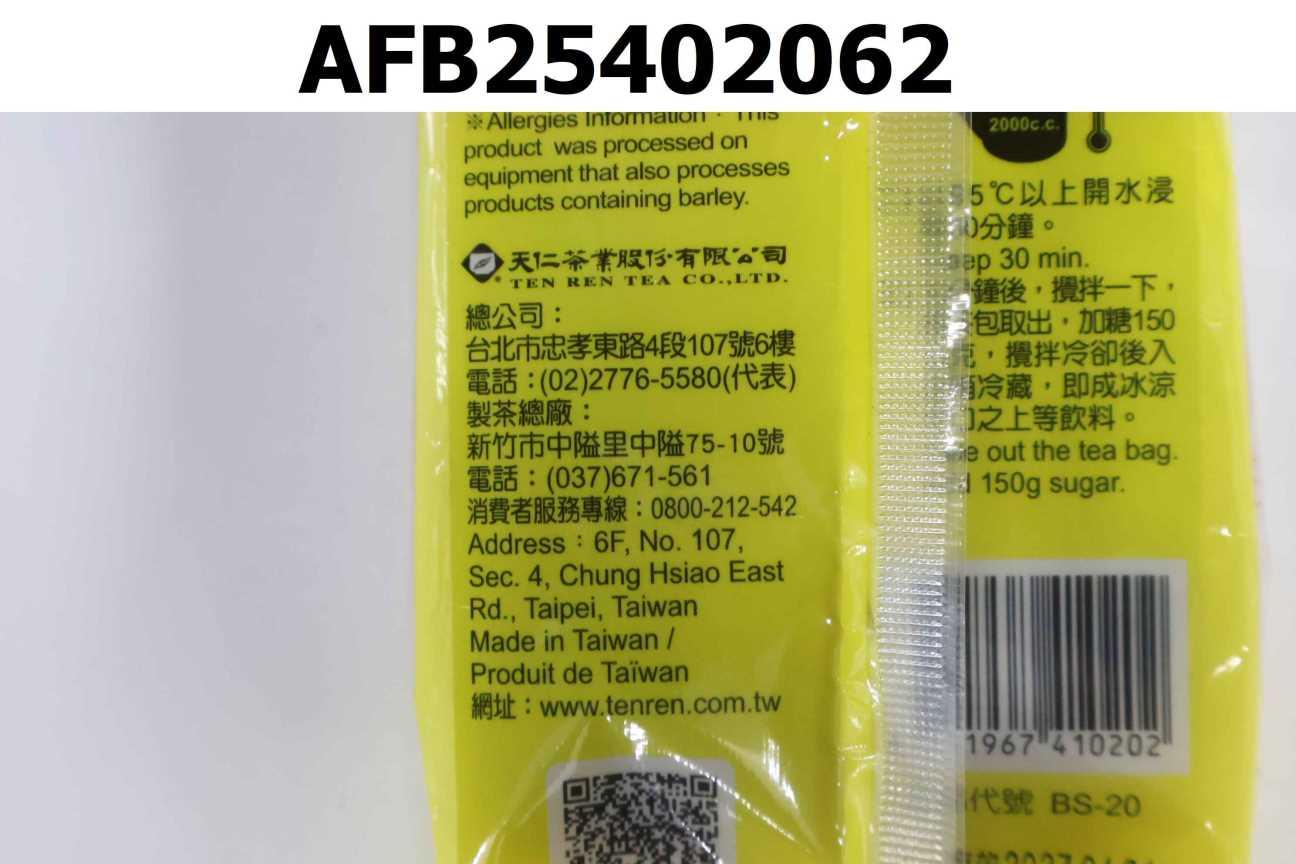 AFB25402062
※Allergies Information：This
product was processed on
equipment that also processes
products containing barley.
天仁茶業股份有限公司
TEN REN TEA CO.,LTD.
總公司：
台北市忠孝東路4段107號6樓
電話：(02)2776-5580(代表)
製茶總廠：
新竹市中隘里中隘75-10號
電話：(037)671-561
消費者服務專線：0800-212-542
Address：6F, No. 107,
Sec. 4, Chung Hsiao East
Rd., Taipei, Taiwan
Made in Taiwan /
Produit de Taïwan
網址：www.tenren.com.tw
2000c.c.
5℃以上開水浸
0分鐘。
30 min.
鐘後，攪拌一下，
包取出，加糖150
，攪拌冷卻後入
冷藏，即成冰涼
之上等飲料。
out the tea bag.
150g sugar.
1967 410202
代號 BS-20